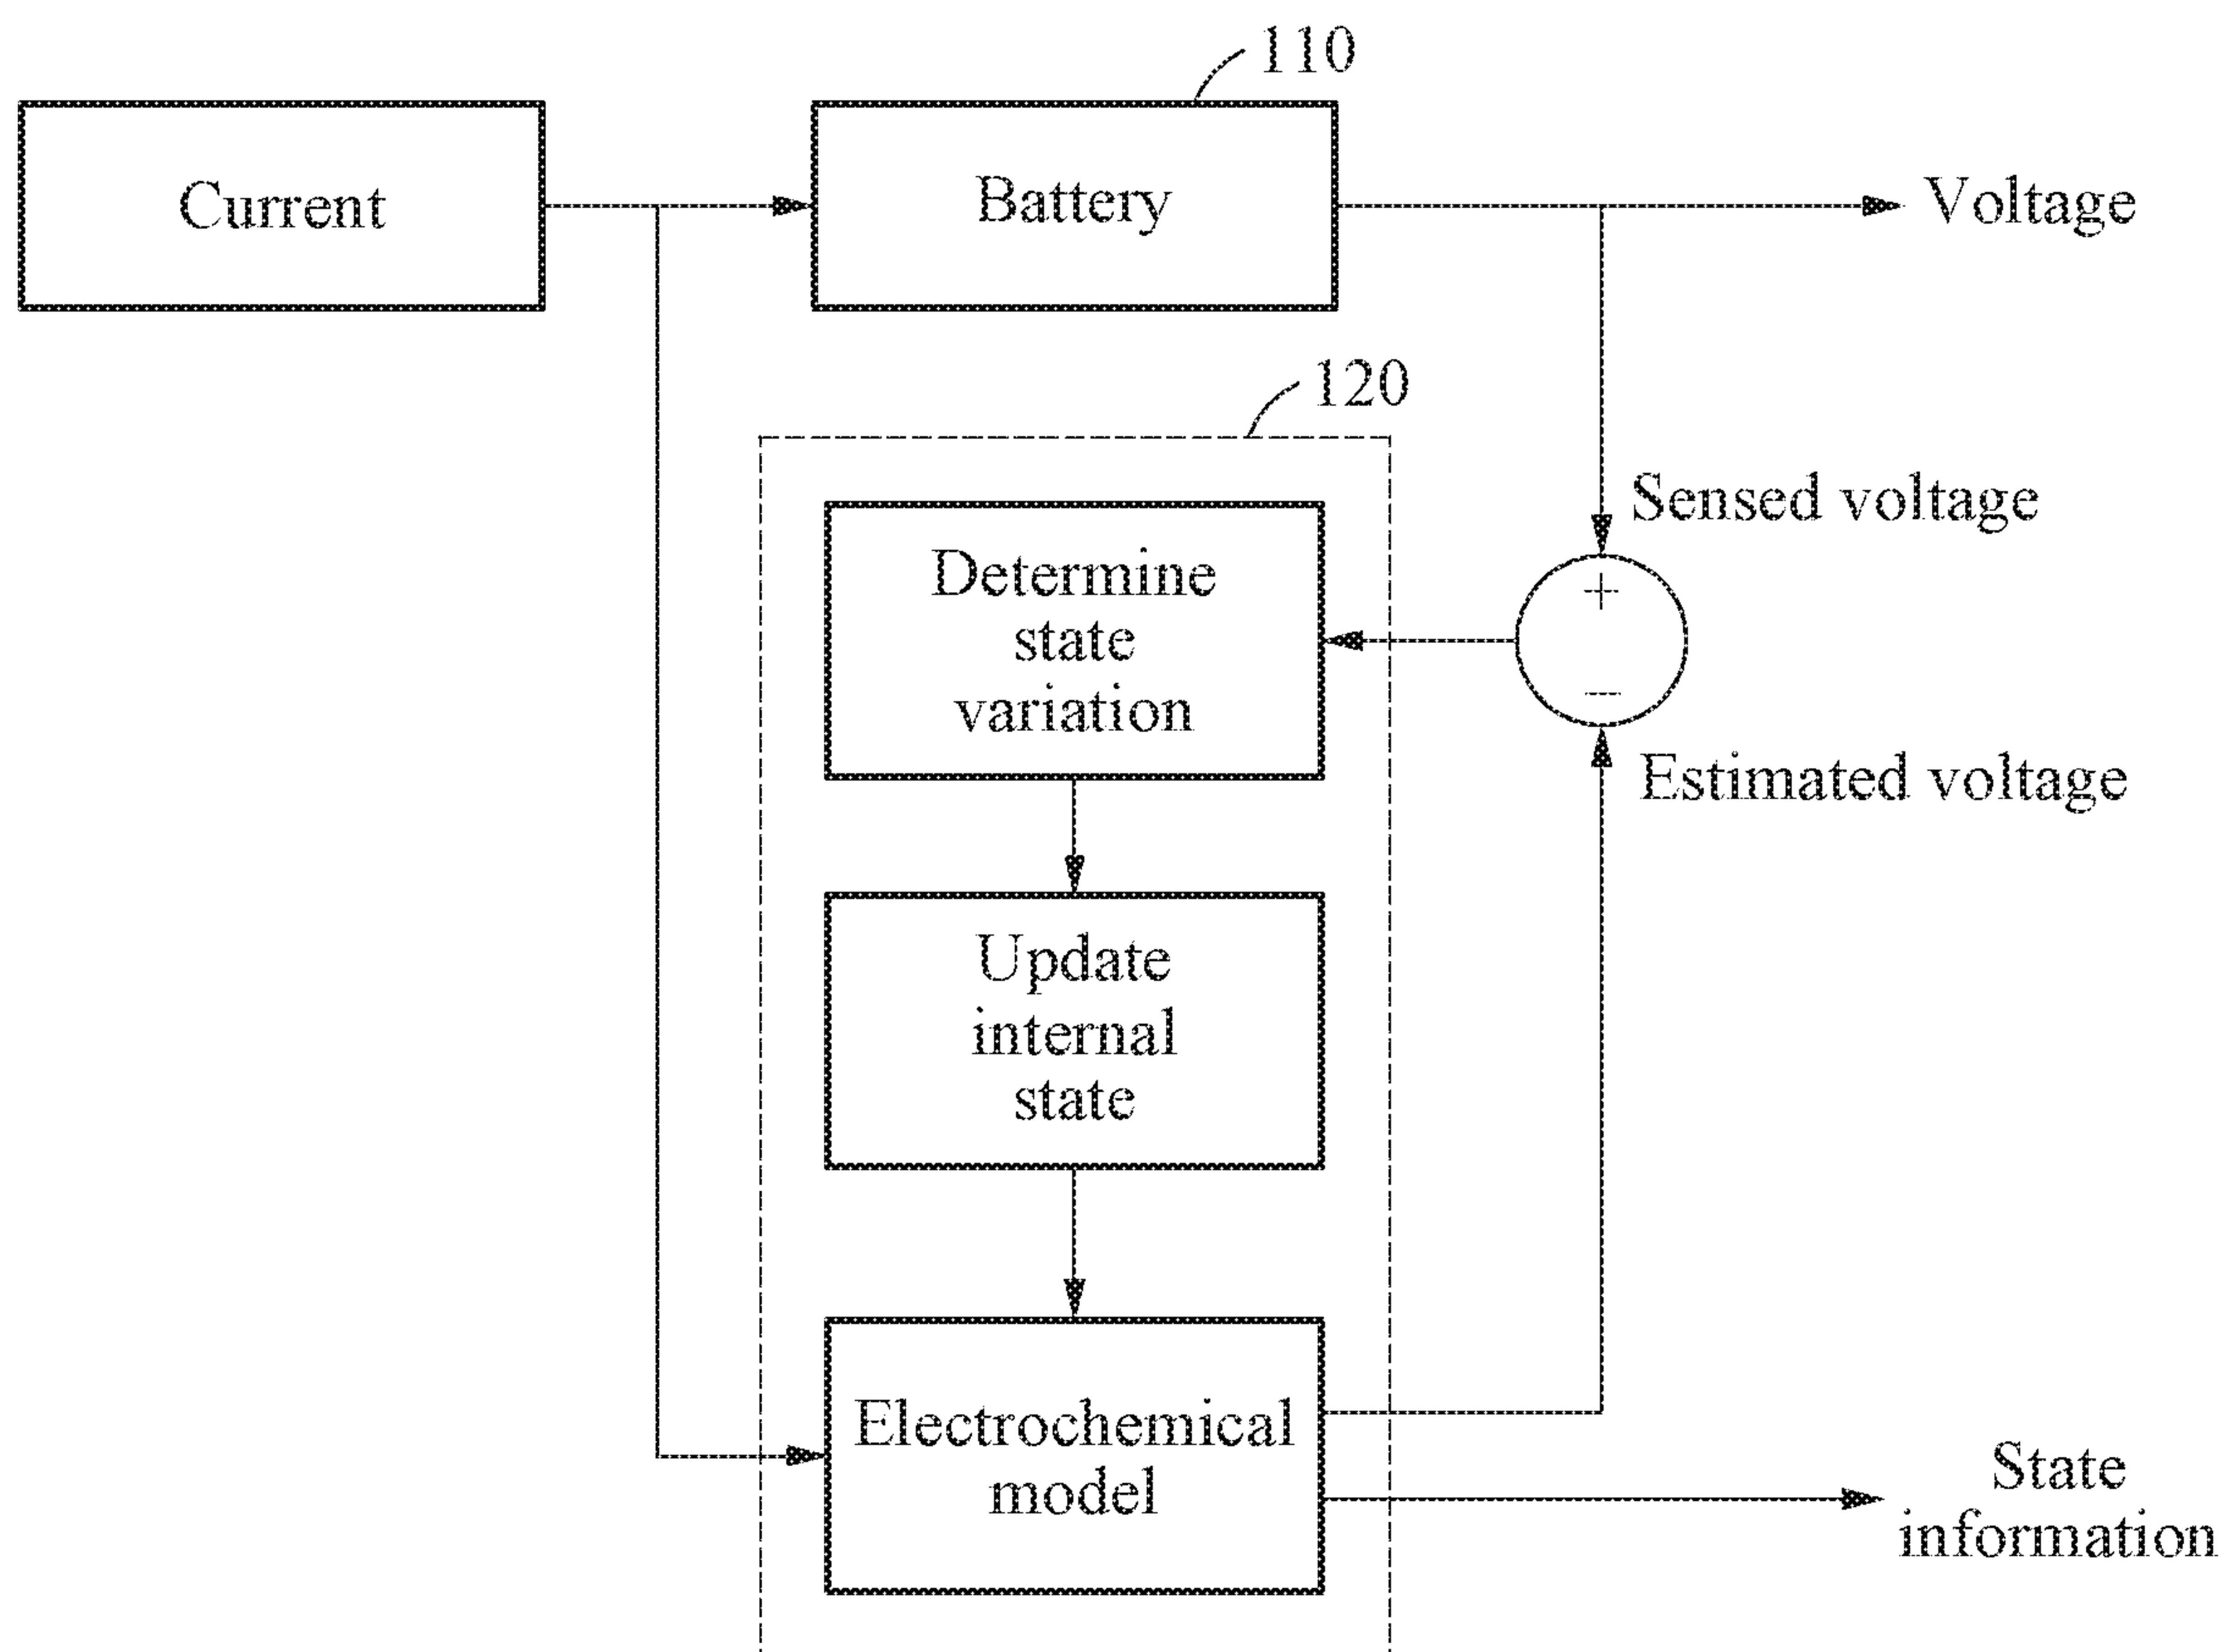 110
Current
Battery
Voltage
120
Sensed voltage
Determine
state
variation
+
−
Estimated voltage
Update
internal
state
Electrochemical
model
State
information